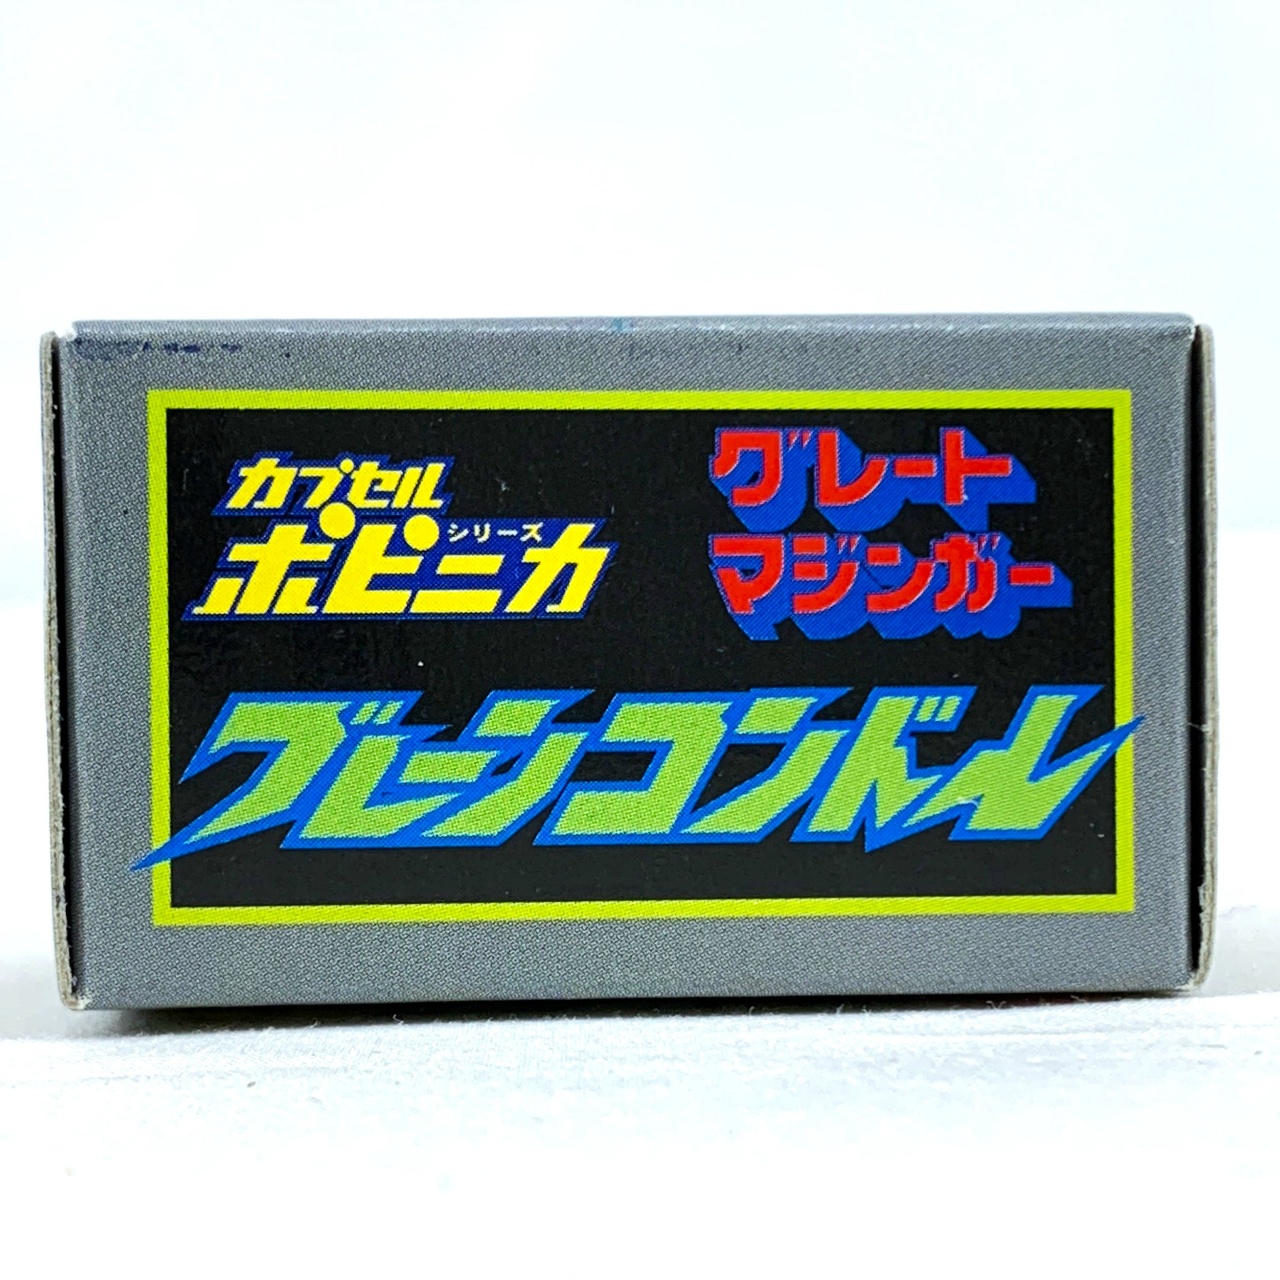 カプセル
ポピニカ シリーズ
グレート
マジンガー
ブレーンコンドル